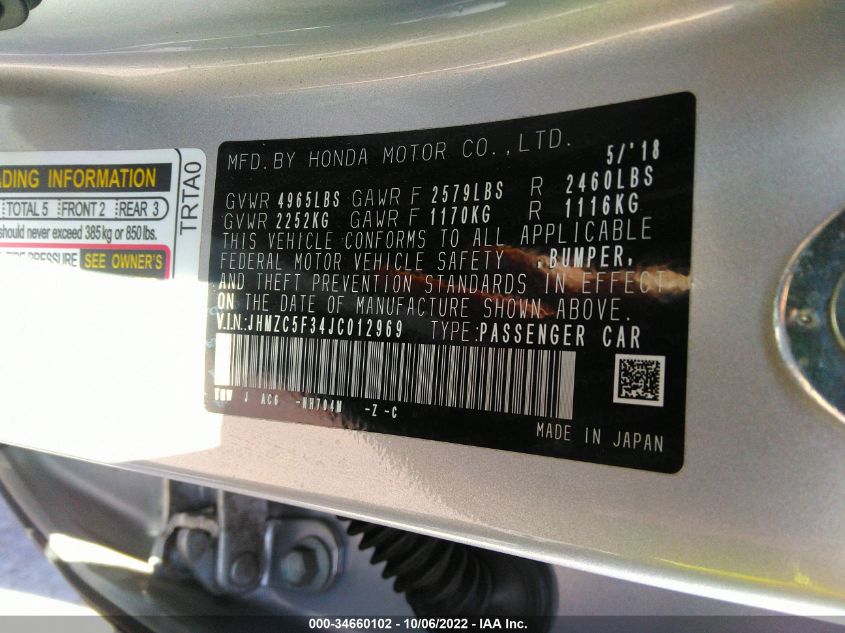 ADING INFORMATION
TOTAL 5 FRONT 2 REAR 3
should never exceed 385 kg or 850 lbs.
PRESSURE SEE OWNER'S
TRTA0
MFD. BY HONDA MOTOR CO., LTD. 5/'18
GVWR 4965LBS GAWR F 2579LBS R 2460LBS
GVWR 2252KG GAWR F 1170KG R 1116KG
THIS VEHICLE CONFORMS TO ALL APPLICABLE
FEDERAL MOTOR VEHICLE SAFETY ,BUMPER,
AND THEFT PREVENTION STANDARDS IN EFFECT
ON THE DATE OF MANUFACTURE SHOWN ABOVE.
V.I.N:JHMZC5F34JC012969 TYPE:PASSENGER CAR
TRW J AC6 -NH704M -Z -C
MADE IN JAPAN
000-34660102 - 10/06/2022 - IAA Inc.